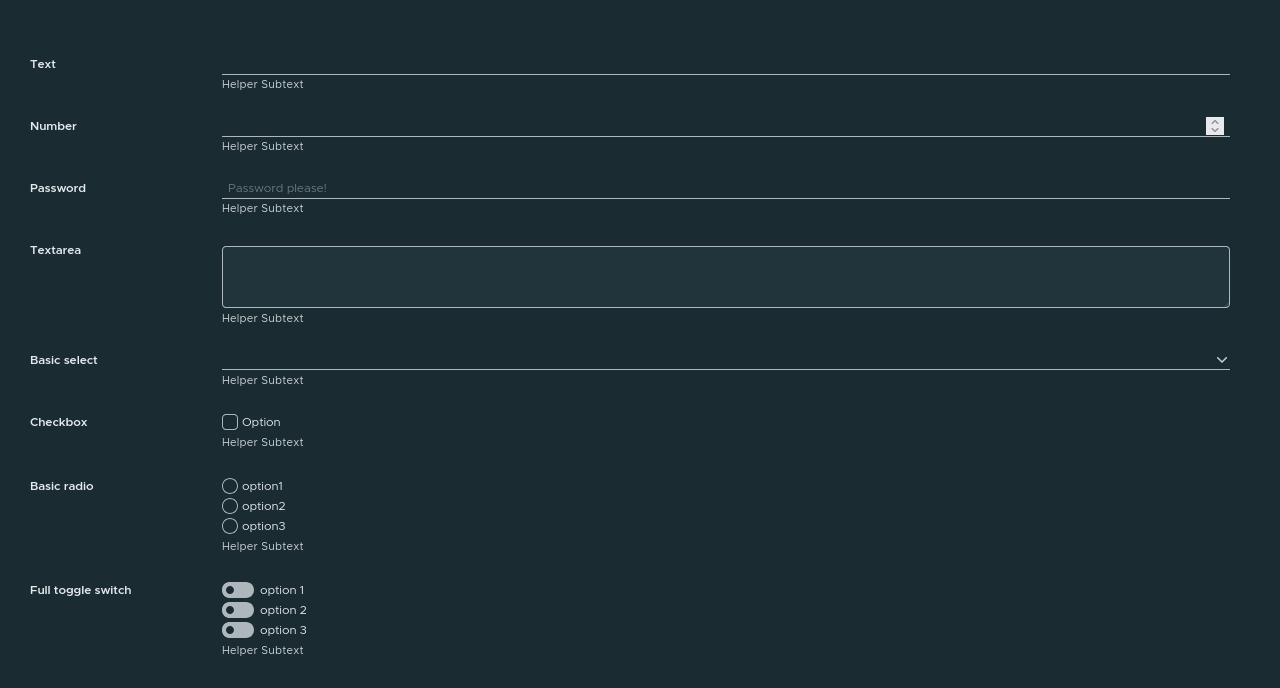 Text
Helper Subtext
Number
Helper Subtext
Password Password please!
Helper Subtext
Textarea
Helper Subtext
Basic select
Helper Subtext
Checkbox Option
Helper Subtext
Basic radio option1
option2
option3
Helper Subtext
Full toggle switch option 1
option 2
option 3
Helper Subtext